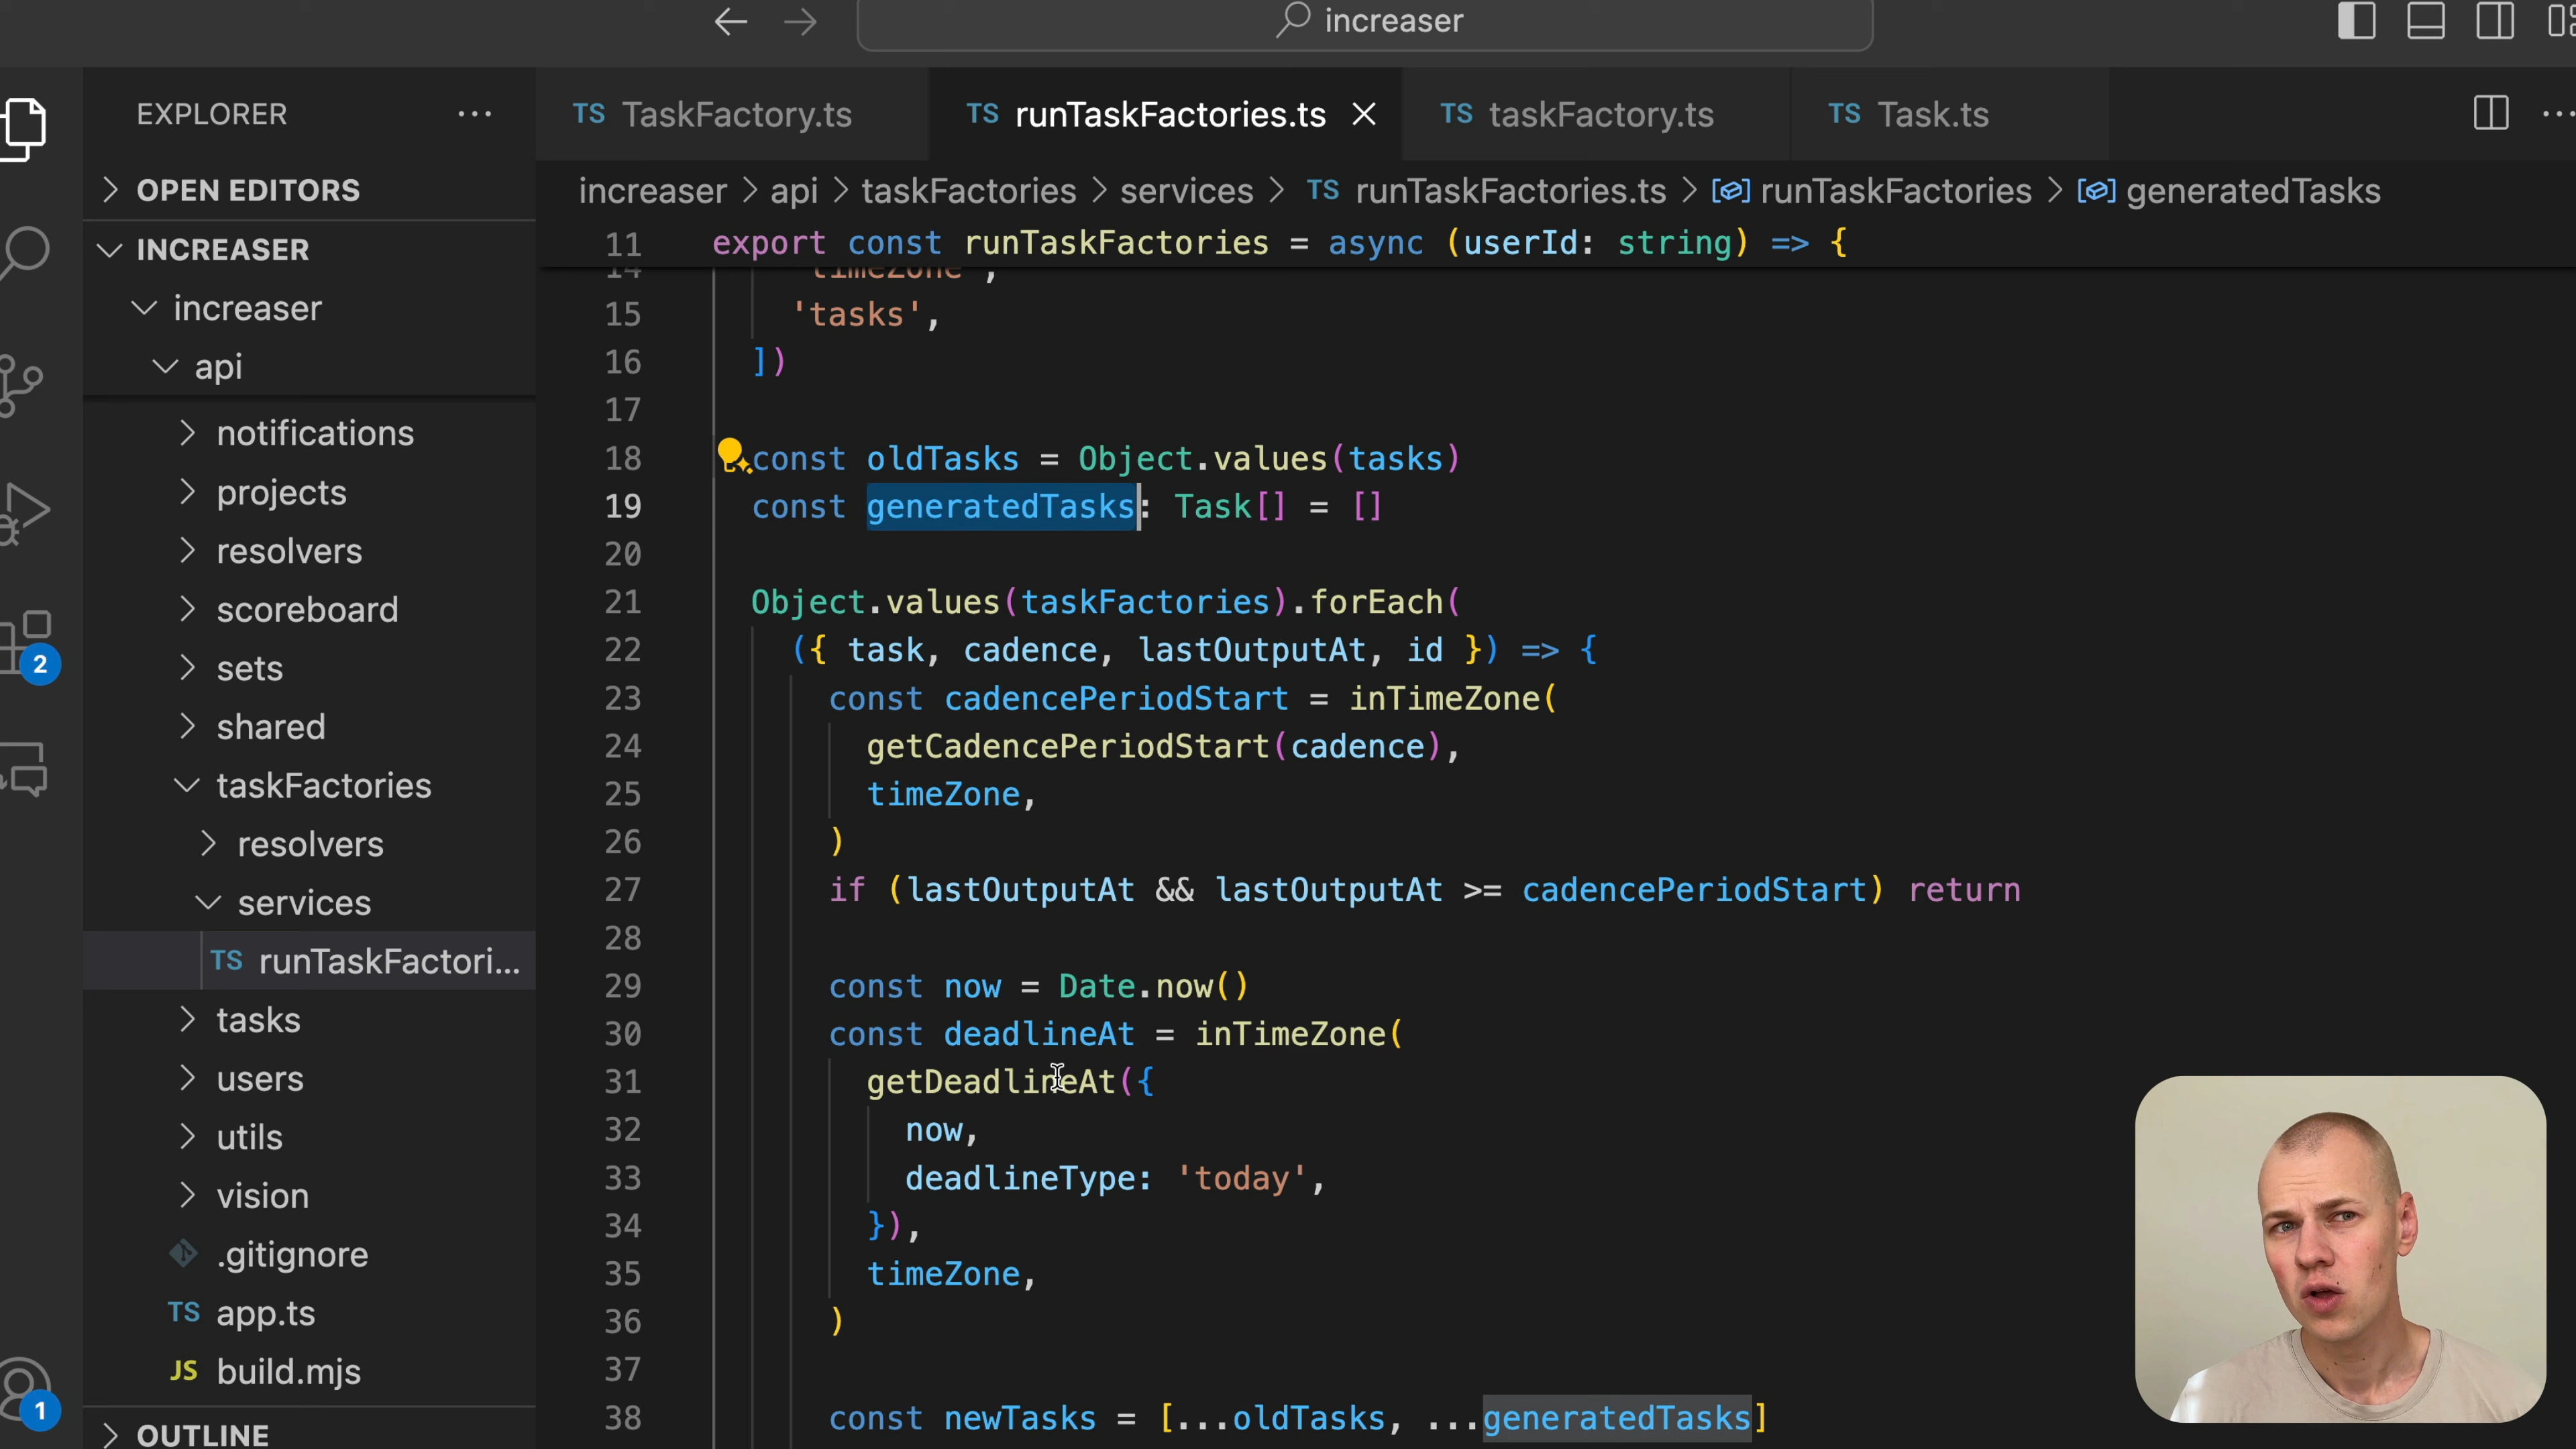 increaser
EXPLORER
TS TaskFactory.ts
TS runTaskFactories.ts
TS taskFactory.ts
TS Task.ts
OPEN EDITORS
INCREASER
increaser
api
notifications
projects
resolvers
scoreboard
sets
shared
taskFactories
resolvers
services
TS runTaskFactori...
tasks
users
utils
vision
.gitignore
TS app.ts
JS build.mjs
OUTLINE
2
1
increaser > api > taskFactories > services > TS runTaskFactories.ts > runTaskFactories > generatedTasks
11 export const runTaskFactories = async (userId: string) => {
14 'timeZone',
15 'tasks',
16 ])
17
18 const oldTasks = Object.values(tasks)
19 const generatedTasks: Task[] = []
20
21 Object.values(taskFactories).forEach(
22 ({ task, cadence, lastOutputAt, id }) => {
23 const cadencePeriodStart = inTimeZone(
24 getCadencePeriodStart(cadence),
25 timeZone,
26 )
27 if (lastOutputAt && lastOutputAt >= cadencePeriodStart) return
28
29 const now = Date.now()
30 const deadlineAt = inTimeZone(
31 getDeadlineAt({
32 now,
33 deadlineType: 'today',
34 }),
35 timeZone,
36 )
37
38 const newTasks = [...oldTasks, ...generatedTasks]